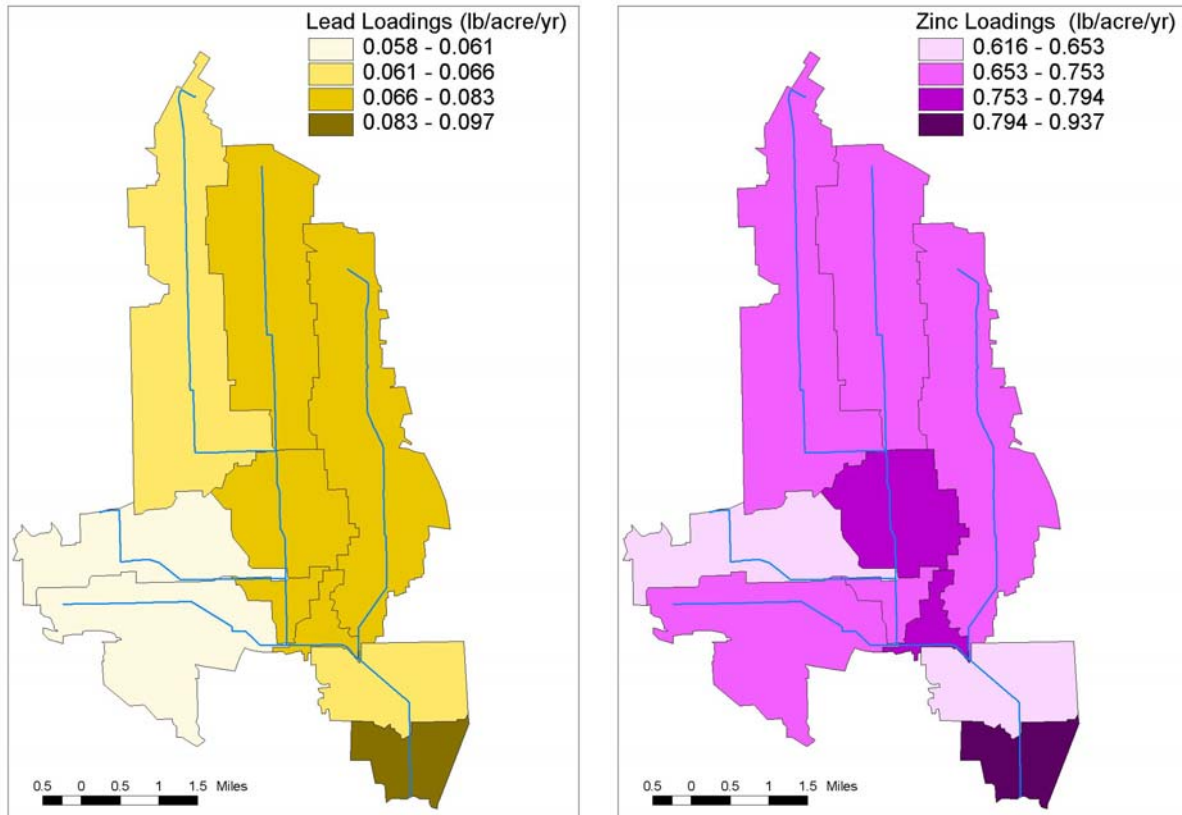 Lead Loadings (lb/acre/yr)
0.058 - 0.061
0.061 - 0.066
0.066 - 0.083
0.083 - 0.097
0.5 0 0.5 1 1.5 Miles
Zinc Loadings (lb/acre/yr)
0.616 - 0.653
0.653 - 0.753
0.753 - 0.794
0.794 - 0.937
0.5 0 0.5 1 1.5 Miles